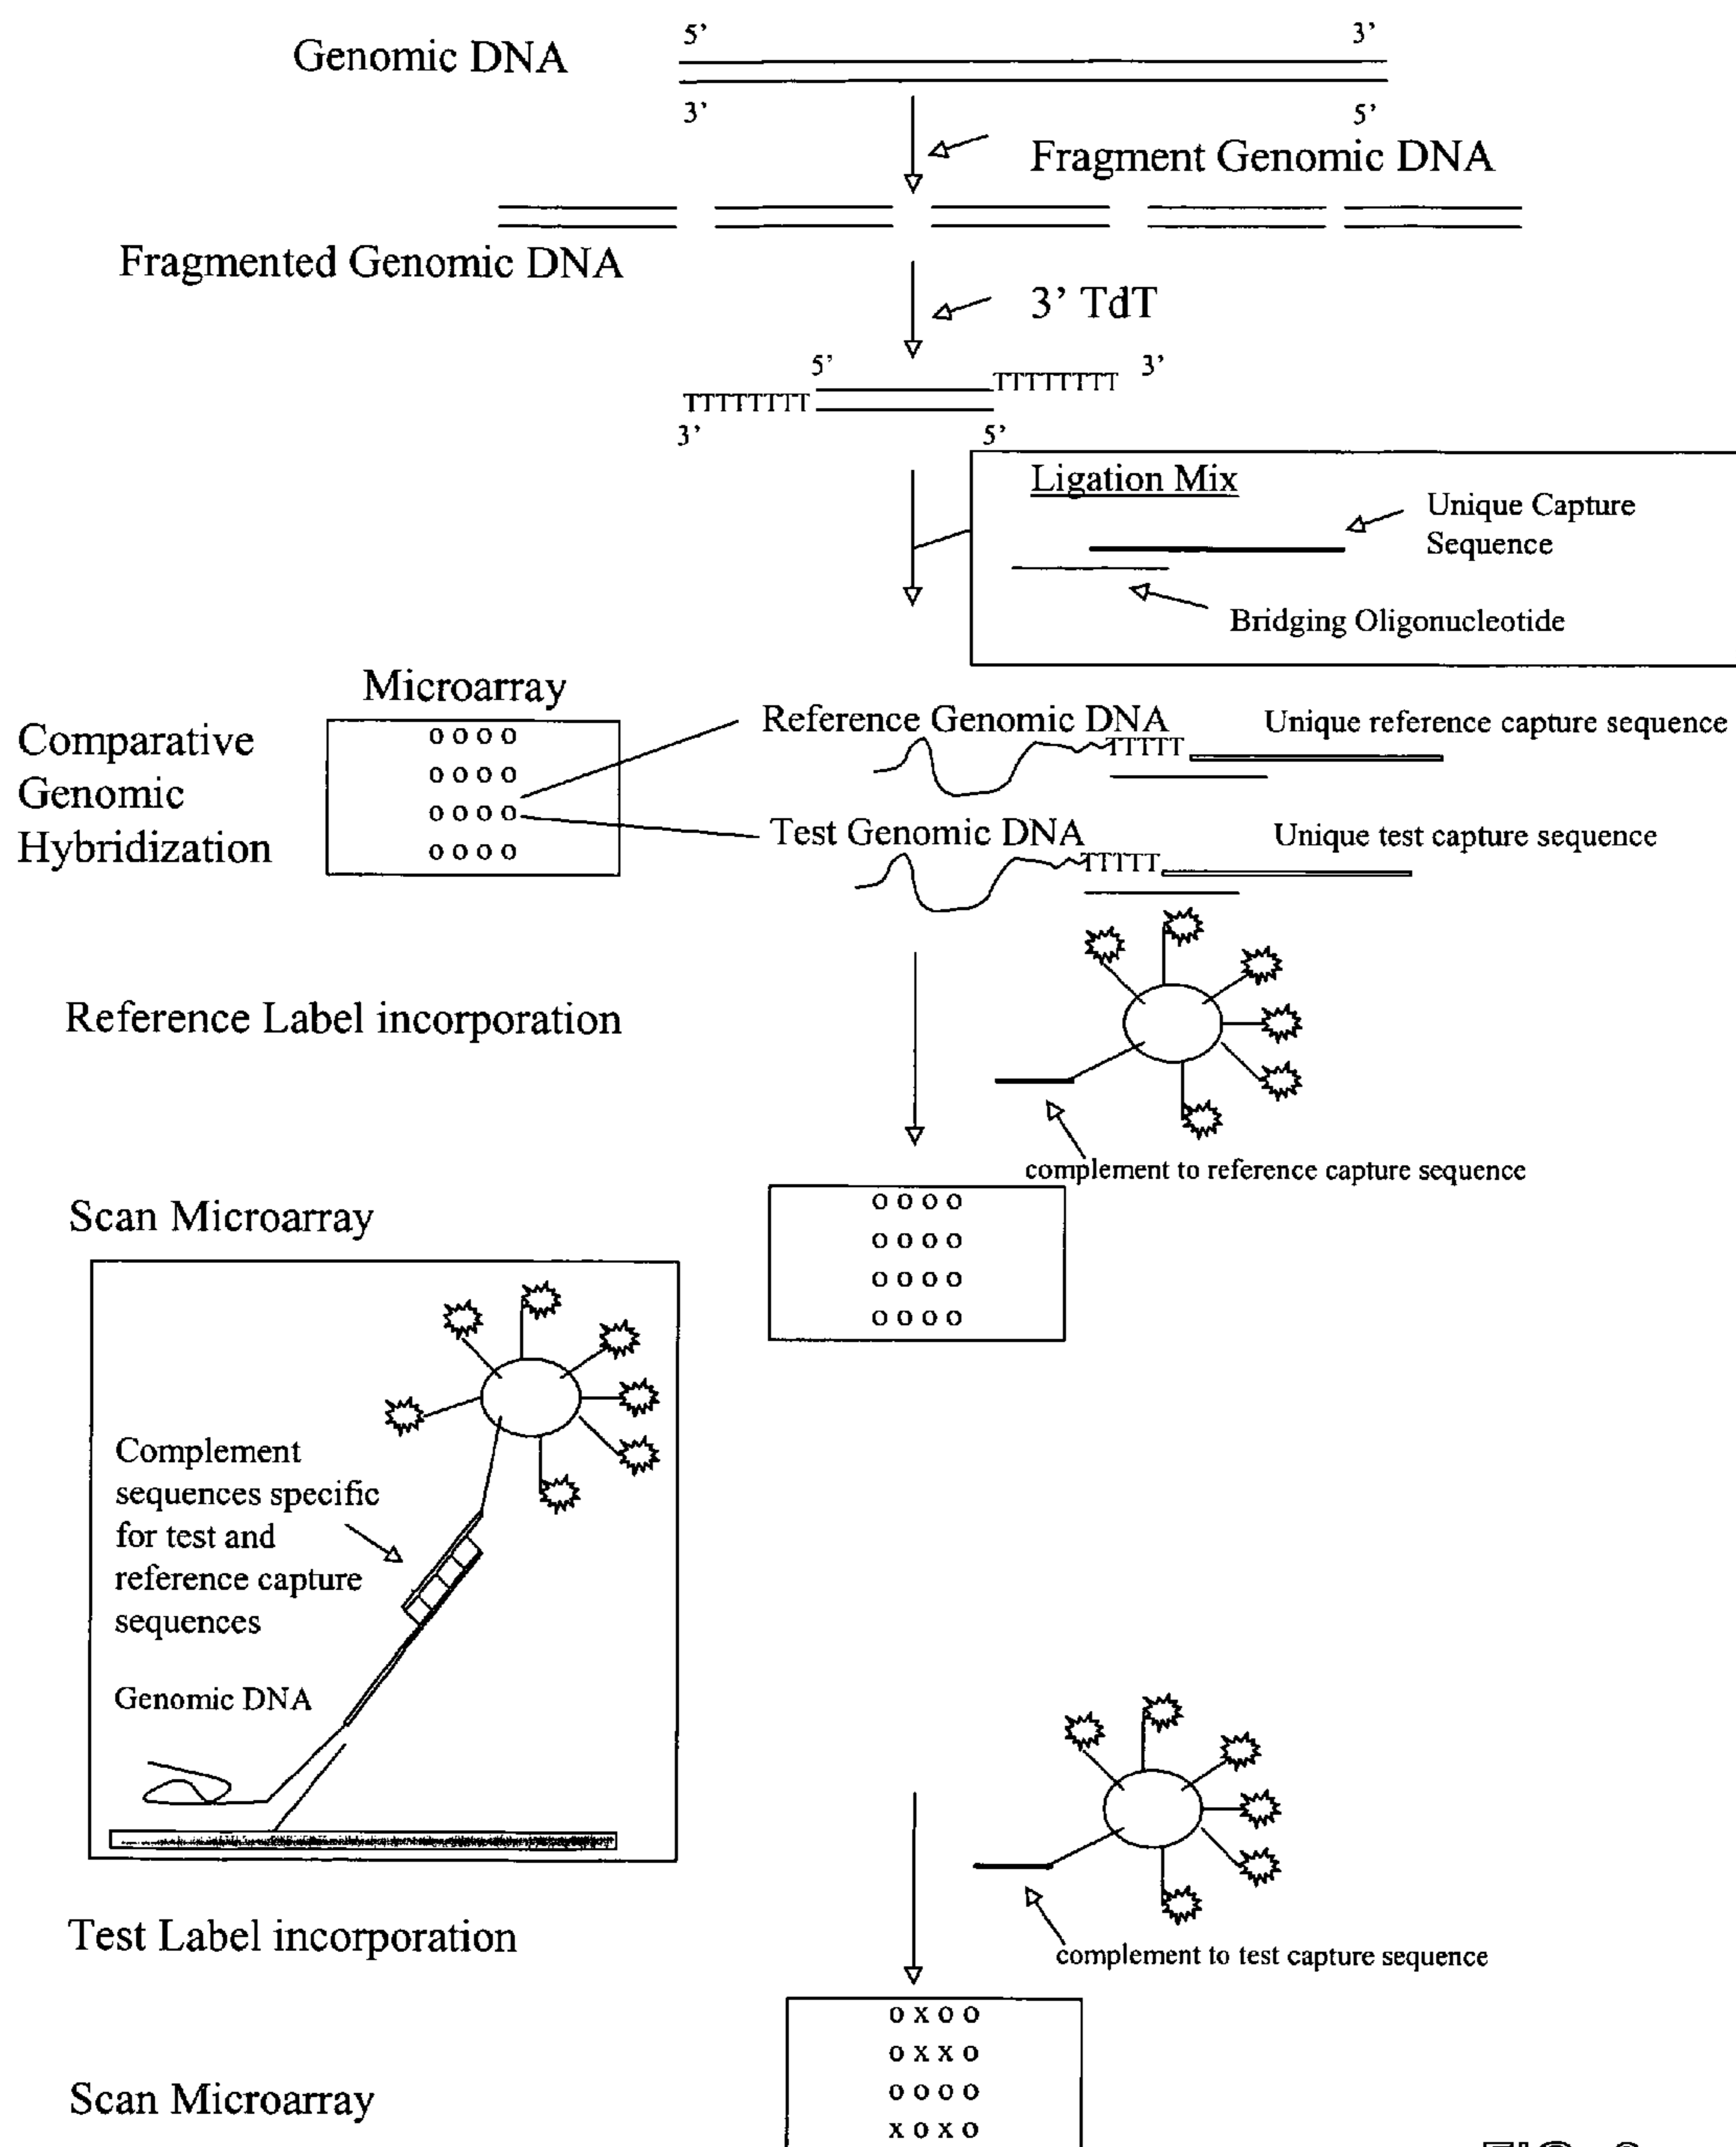 Genomic DNA
5’
3’
3’
5’
Fragment Genomic DNA
Fragmented Genomic DNA
3’ TdT
5’
TTTTTTTT
3’
TTTTTTTT
3’
5’
Ligation Mix
Unique Capture
Sequence
Bridging Oligonucleotide
Microarray
Comparative
Genomic
Hybridization
o o o o
o o o o
o o o o
o o o o
Reference Genomic DNA
TTTTT
Unique reference capture sequence
Test Genomic DNA
TTTTT
Unique test capture sequence
Reference Label incorporation
complement to reference capture sequence
Scan Microarray
o o o o
o o o o
o o o o
o o o o
Complement
sequences specific
for test and
reference capture
sequences
Genomic DNA
Test Label incorporation
complement to test capture sequence
Scan Microarray
o x o o
o x x o
o o o o
x o x o